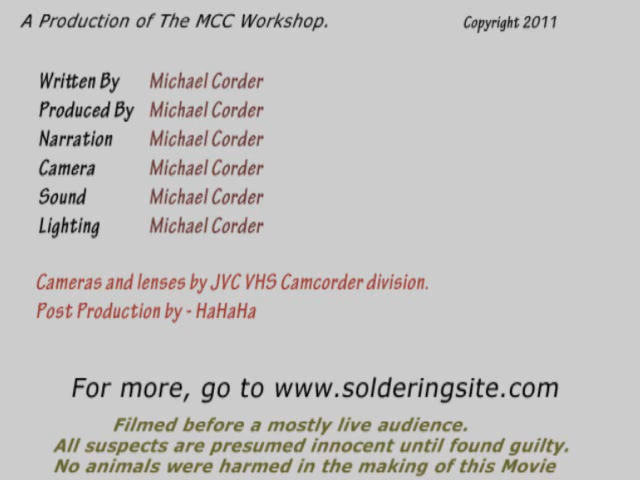 A Production of The MCC Workshop. Copyright 2011
Written By Michael Corder
Produced By Michael Corder
Narration Michael Corder
Camera Michael Corder
Sound Michael Corder
Lighting Michael Corder
Cameras and lenses by JVC VHS Camcorder division.
Post Production by - HaHaHa
For more, go to www.solderingsite.com
Filmed before a mostly live audience.
All suspects are presumed innocent until found guilty.
No animals were harmed in the making of this Movie